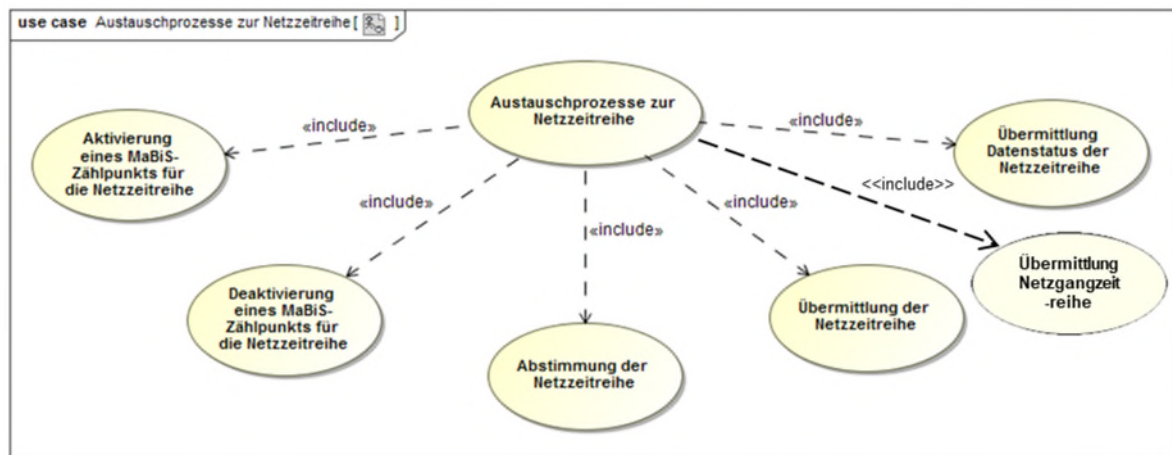 use case Austauschprozesse zur Netzzeitreihe [ ]
Austauschprozesse zur
Netzzeitreihe
«include»
Aktivierung
eines MaBiS-
Zählpunkts für
die Netzzeitreihe
«include»
Übermittlung
Datenstatus der
Netzzeitreihe
<<include>>
«include»
«include»
«include»
Übermittlung
Netzgangzeit
-reihe
Deaktivierung
eines MaBiS-
Zählpunkts für
die Netzzeitreihe
Übermittlung der
Netzzeitreihe
Abstimmung der
Netzzeitreihe